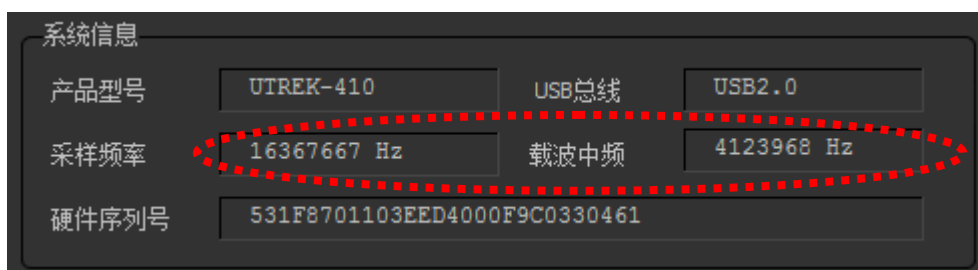 系统信息
产品型号 UTREK-410 USB总线 USB2.0
采样频率 16367667 Hz 载波中频 4123968 Hz
硬件序列号 531F8701103EED4000F9C0330461